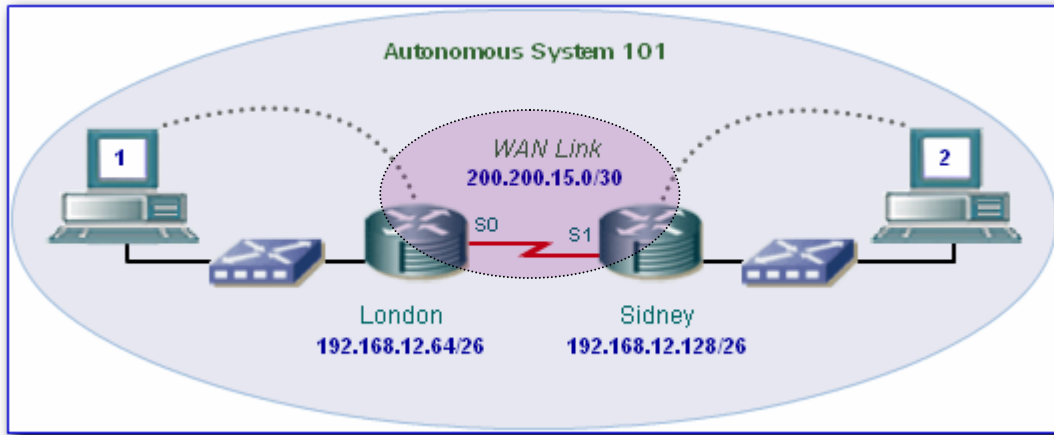 Autonomous System 101
1
WAN Link
200.200.15.0/30
2
S0
S1
London
192.168.12.64/26
Sidney
192.168.12.128/26